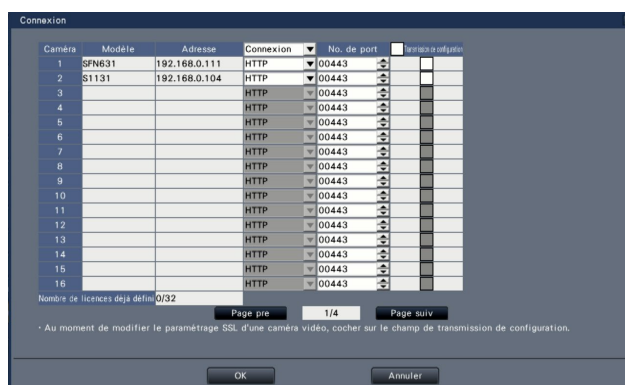 Connexion
Caméra Modèle Adresse Connexion No. de port Transmission de configuration
1 SFN631 192.168.0.111 HTTP 00443
2 S1131 192.168.0.104 HTTP 00443
3 HTTP 00443
4 HTTP 00443
5 HTTP 00443
6 HTTP 00443
7 HTTP 00443
8 HTTP 00443
9 HTTP 00443
10 HTTP 00443
11 HTTP 00443
12 HTTP 00443
13 HTTP 00443
14 HTTP 00443
15 HTTP 00443
16 HTTP 00443
Nombre de licences déjà défini 0/32
Page pre 1/4 Page suiv
· Au moment de modifier le paramétrage SSL d'une caméra vidéo, cocher sur le champ de transmission de configuration.
OK Annuler